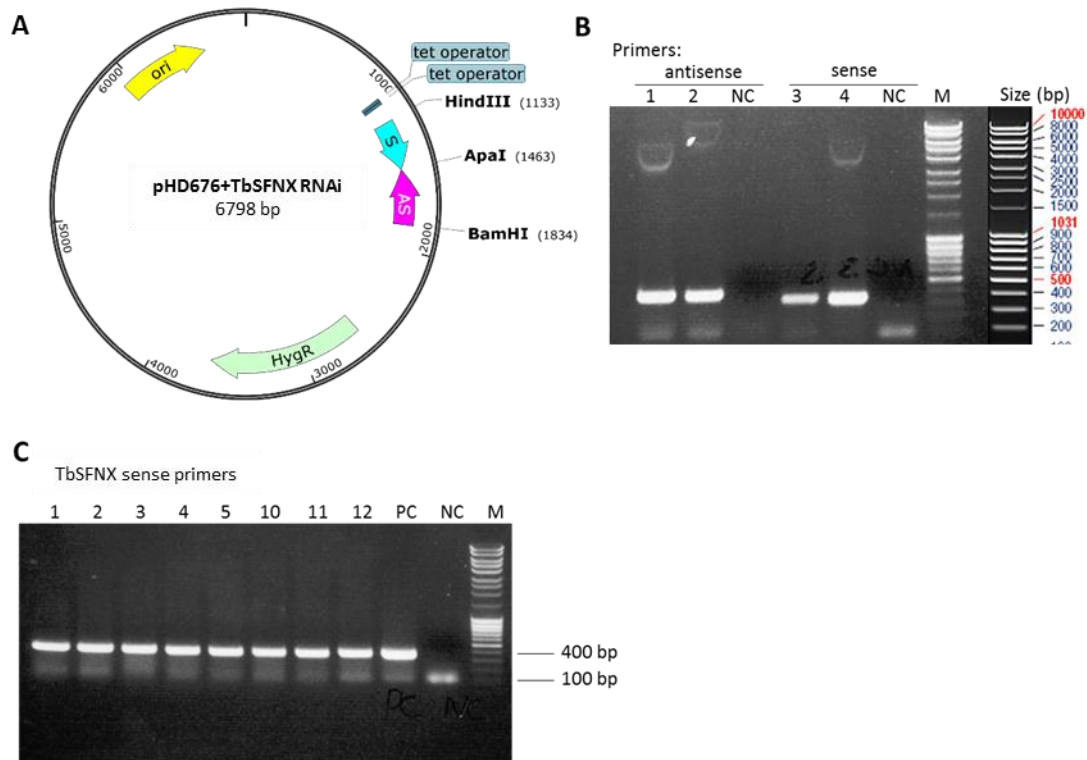 A
ori
6000
1000
tet operator
tet operator
HindIII (1133)
S
ApaI (1463)
AS
BamHI (1834)
2000
pHD676+TbSFNX RNAi
6798 bp
5000
HygR
4000
3000
B
Primers:
antisense sense
1 2 NC 3 4 NC M Size (bp)
10000
8000
6000
5000
4000
3000
2500
2000
1500
1031
900
800
700
600
500
400
300
200
C
TbSFNX sense primers
1 2 3 4 5 10 11 12 PC NC M
400 bp
100 bp
PC NC